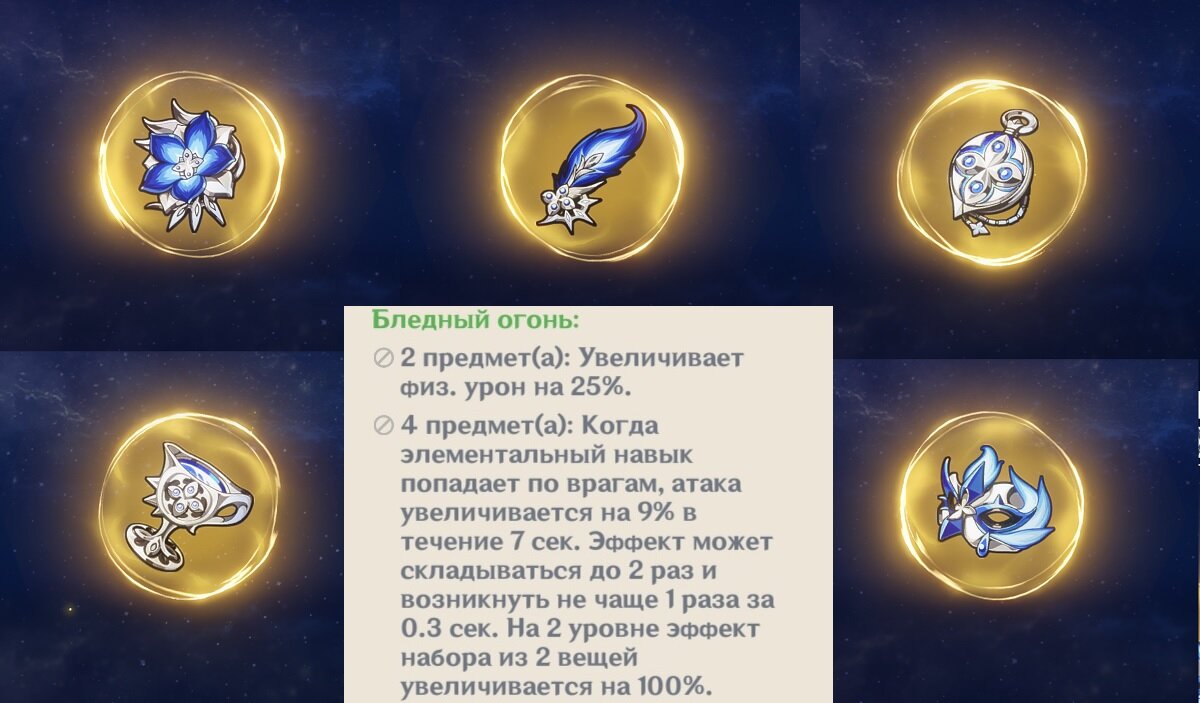 Бледный огонь:
2 предмет(а): Увеличивает
физ. урон на 25%.
4 предмет(а): Когда
элементальный навык
попадает по врагам, атака
увеличивается на 9% в
течение 7 сек. Эффект может
складываться до 2 раз и
возникнуть не чаще 1 раза за
0.3 сек. На 2 уровне эффект
набора из 2 вещей
увеличивается на 100%.